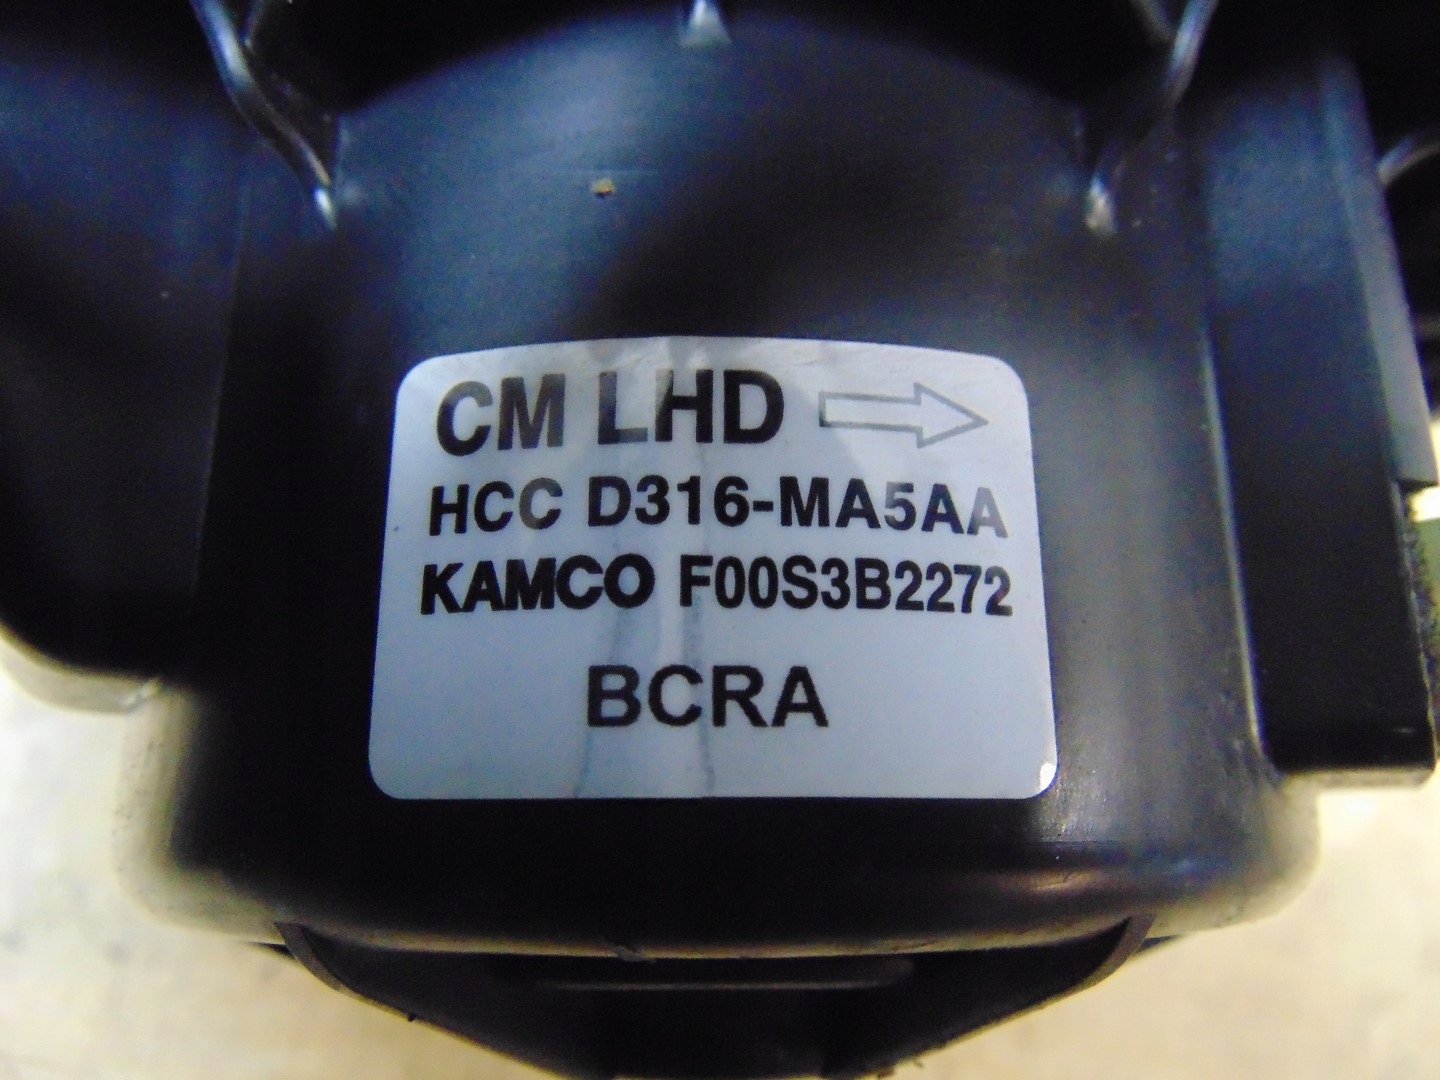 CM LHD
HCC D316-MA5AA
KAMCO F00S3B2272
BCRA